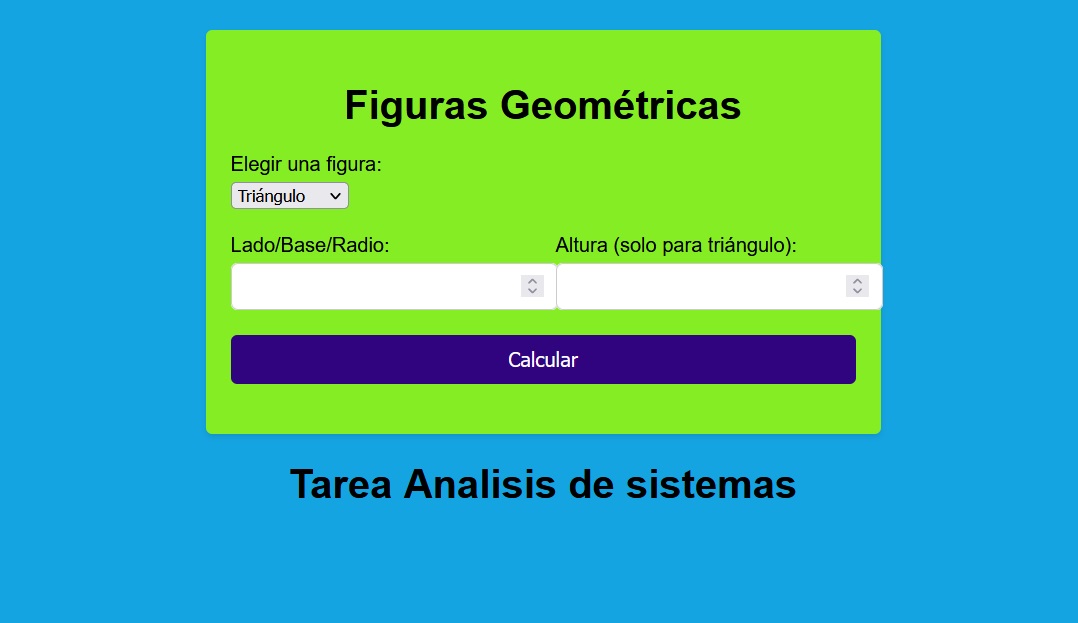 Figuras Geométricas
Elegir una figura:
Triángulo
Lado/Base/Radio: Altura (solo para triángulo):
Calcular
Tarea Analisis de sistemas